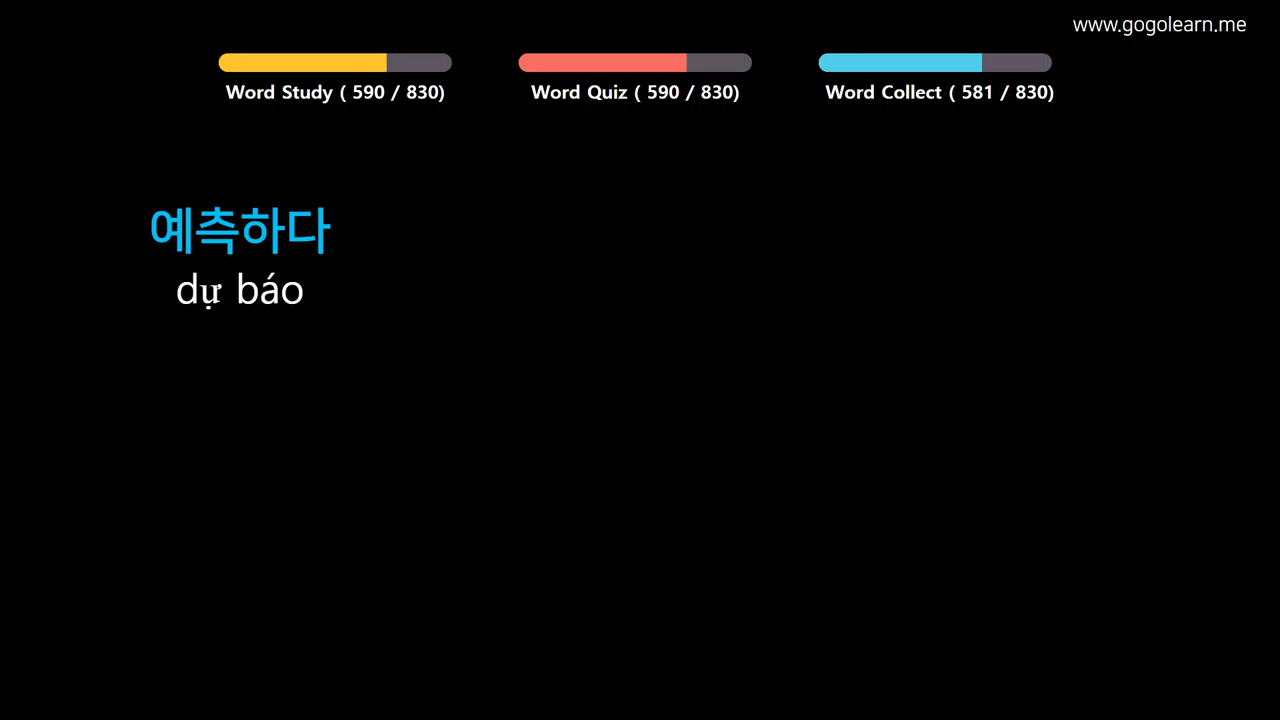 www.gogolearn.me
Word Study ( 590 / 830)
Word Quiz ( 590 / 830)
Word Collect ( 581 / 830)
예측하다
dự báo